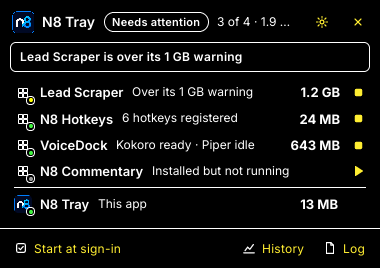 N8 Tray Needs attention 3 of 4 · 1.9 ...
Lead Scraper is over its 1 GB warning
Lead Scraper Over its 1 GB warning 1.2 GB
N8 Hotkeys 6 hotkeys registered 24 MB
VoiceDock Kokoro ready · Piper idle 643 MB
N8 Commentary Installed but not running
N8 Tray This app 13 MB
Start at sign-in History Log